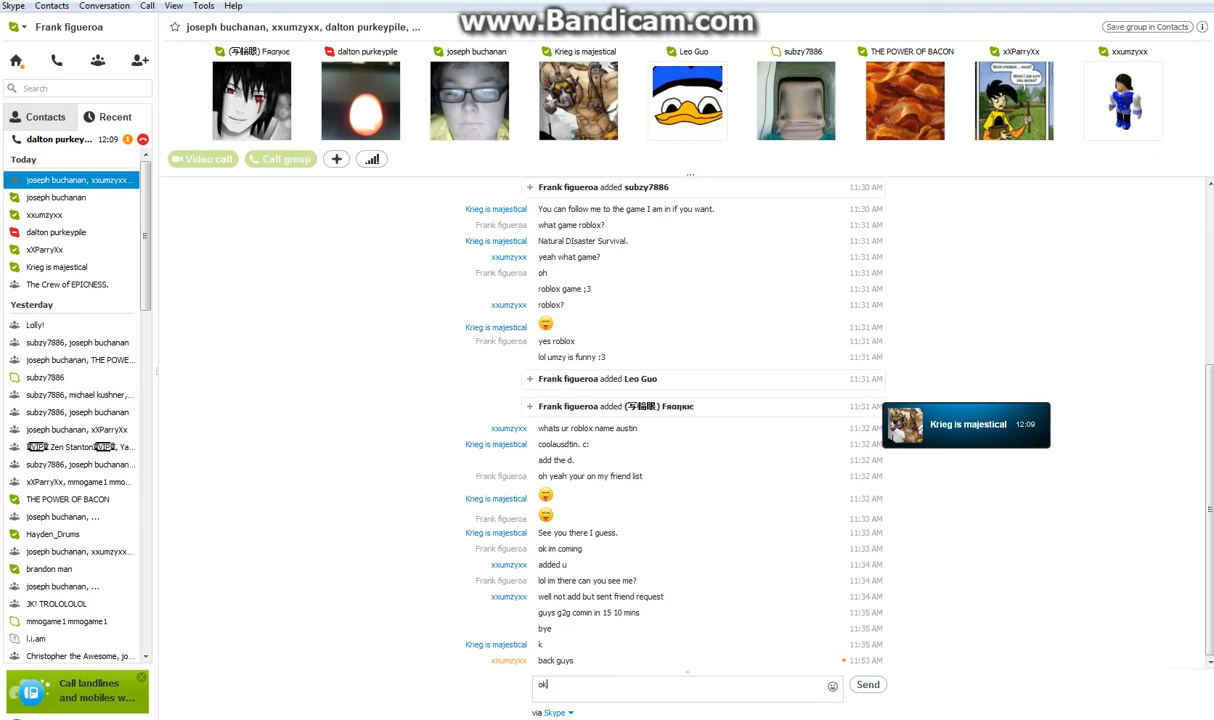 Skype Contacts Conversation Call View Tools Help
www.Bandicam.com
Frank figueroa
joseph buchanan, xxumzyxx, dalton purkeypile, ...
Save group in Contacts
(写輪眼) Fяαηκιє
dalton purkeypile
joseph buchanan
Krieg is majestical
Leo Guo
subzy7886
THE POWER OF BACON
xXParryXx
xxumzyxx
Search
Contacts
Recent
dalton purkey... 12:09 1
Video call
Call group
Today
joseph buchanan, xxumzyxx...
joseph buchanan
xxumzyxx
dalton purkeypile
xXParryXx
Krieg is majestical
The Crew of EPICNESS.
Yesterday
Lolly!
subzy7886, joseph buchanan
joseph buchanan, THE POWE...
subzy7886
subzy7886, michael kushner,...
subzy7886, joseph buchanan
joseph buchanan, xXParryXx
VIP Zen Stanton VIP, Ya...
subzy7886, joseph buchanan...
xXParryXx, mmogame1 mmo...
THE POWER OF BACON
joseph buchanan, ...
Hayden_Drums
joseph buchanan, xxumzyxx...
brandon man
joseph buchanan, ...
JK! TROLOLOLOL
mmogame1 mmogame1
l.i.am
Christopher the Awesome, jo...
Call landlines
and mobiles w...
Frank figueroa added subzy7886 11:30 AM
Krieg is majestical You can follow me to the game I am in if you want. 11:31 AM
Frank figueroa what game roblox? 11:31 AM
Krieg is majestical Natural DIsaster Survival. 11:31 AM
xxumzyxx yeah what game? 11:31 AM
Frank figueroa oh 11:31 AM
roblox game ;3 11:31 AM
xxumzyxx roblox? 11:31 AM
Krieg is majestical 11:31 AM
Frank figueroa yes roblox 11:31 AM
lol umzy is funny :3 11:31 AM
Frank figueroa added Leo Guo 11:31 AM
Frank figueroa added (写輪眼) Fяαηκιє 11:31 AM
xxumzyxx whats ur roblox name austin 11:32 AM
Krieg is majestical coolausdtin. c: 11:32 AM
add the d. 11:32 AM
Frank figueroa oh yeah your on my friend list 11:32 AM
Krieg is majestical 11:32 AM
Frank figueroa 11:33 AM
Krieg is majestical See you there I guess. 11:33 AM
Frank figueroa ok im coming 11:33 AM
xxumzyxx added u 11:34 AM
Frank figueroa lol im there can you see me? 11:34 AM
xxumzyxx well not add but sent friend request 11:34 AM
guys g2g comin in 15 10 mins 11:35 AM
bye 11:35 AM
Krieg is majestical k 11:35 AM
xxumzyxx back guys 11:53 AM
Krieg is majestical 12:09
ok
Send
via Skype